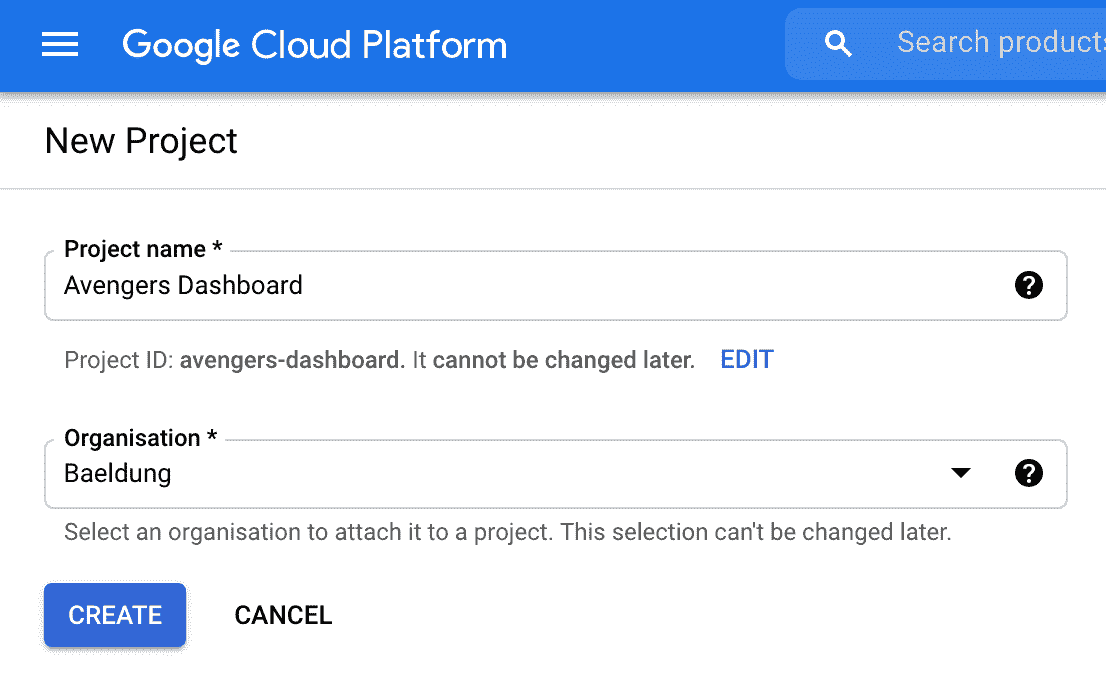 Google Cloud Platform
Search products
New Project
Project name *
Avengers Dashboard
Project ID: avengers-dashboard. It cannot be changed later. EDIT
Organisation *
Baeldung
Select an organisation to attach it to a project. This selection can't be changed later.
CREATE CANCEL